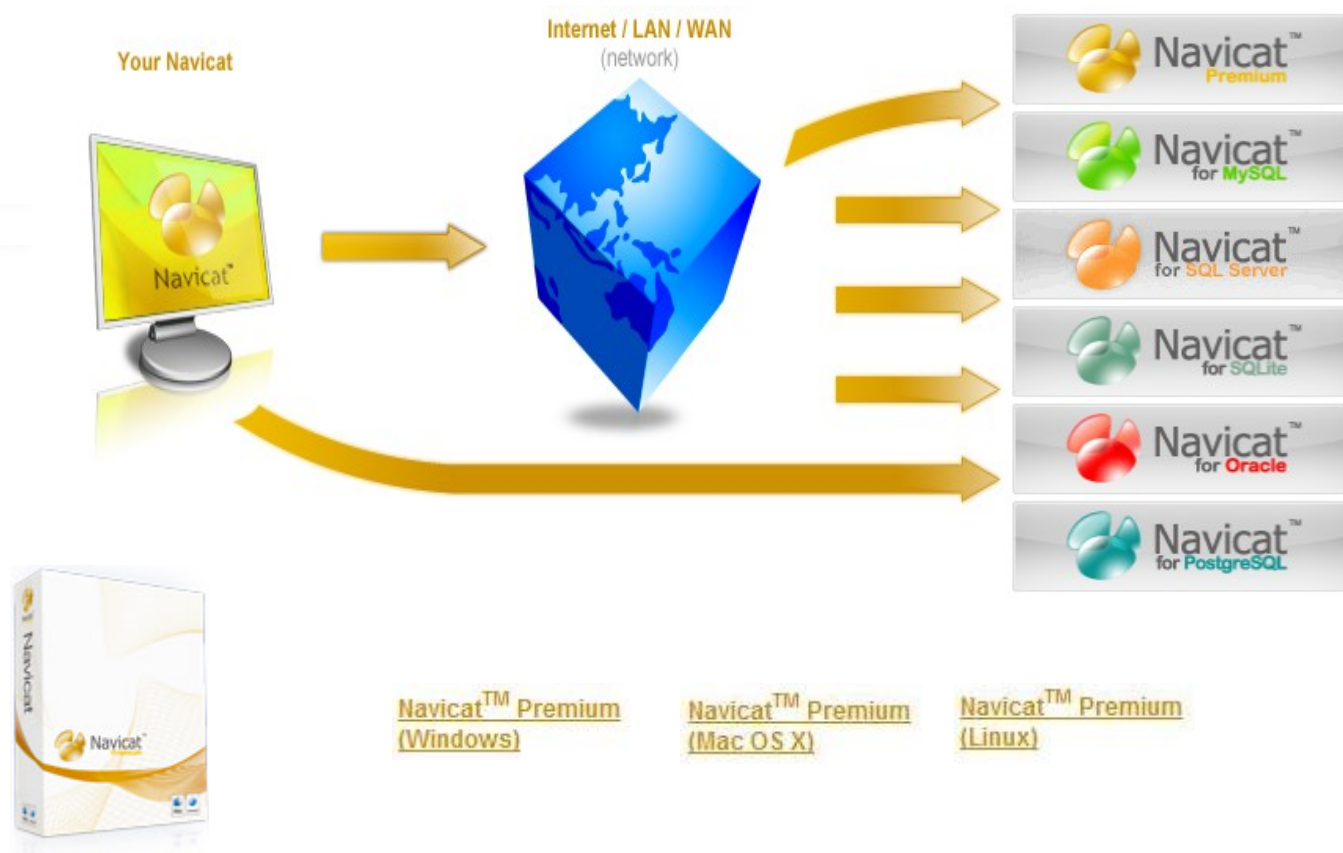 Your Navicat
Internet / LAN / WAN
(network)
Navicat™
Navicat™
Premium
Navicat™
for MySQL
Navicat™
for SQL Server
Navicat™
for SQLite
Navicat™
for Oracle
Navicat™
for PostgreSQL
Navicat
Navicat
Navicat™ Premium
(Windows)
Navicat™ Premium
(Mac OS X)
Navicat™ Premium
(Linux)